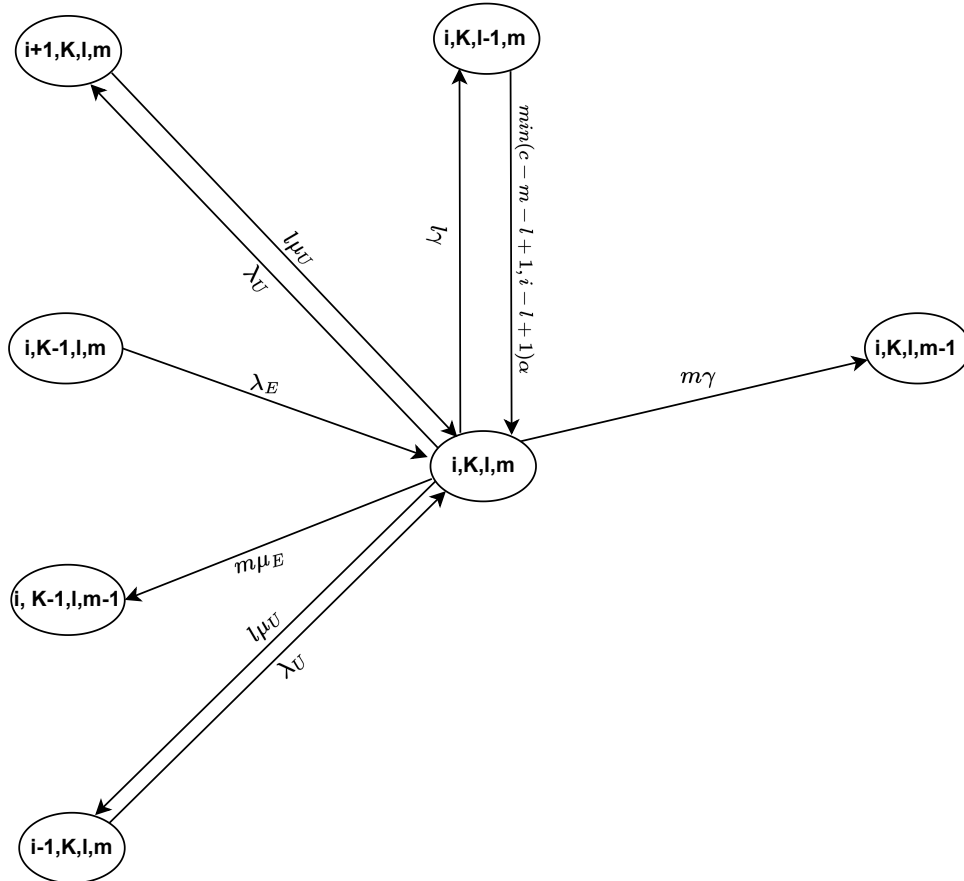 i+1,K,l,m
i,K,l-1,m
min(c − m − l + 1, i − l + 1)α
lγ
lμ_U
λ_U
i,K-1,l,m
i,K,l,m-1
λ_E
mγ
i,K,l,m
mμ_E
i, K-1,l,m-1
lμ_U
λ_U
i-1,K,l,m